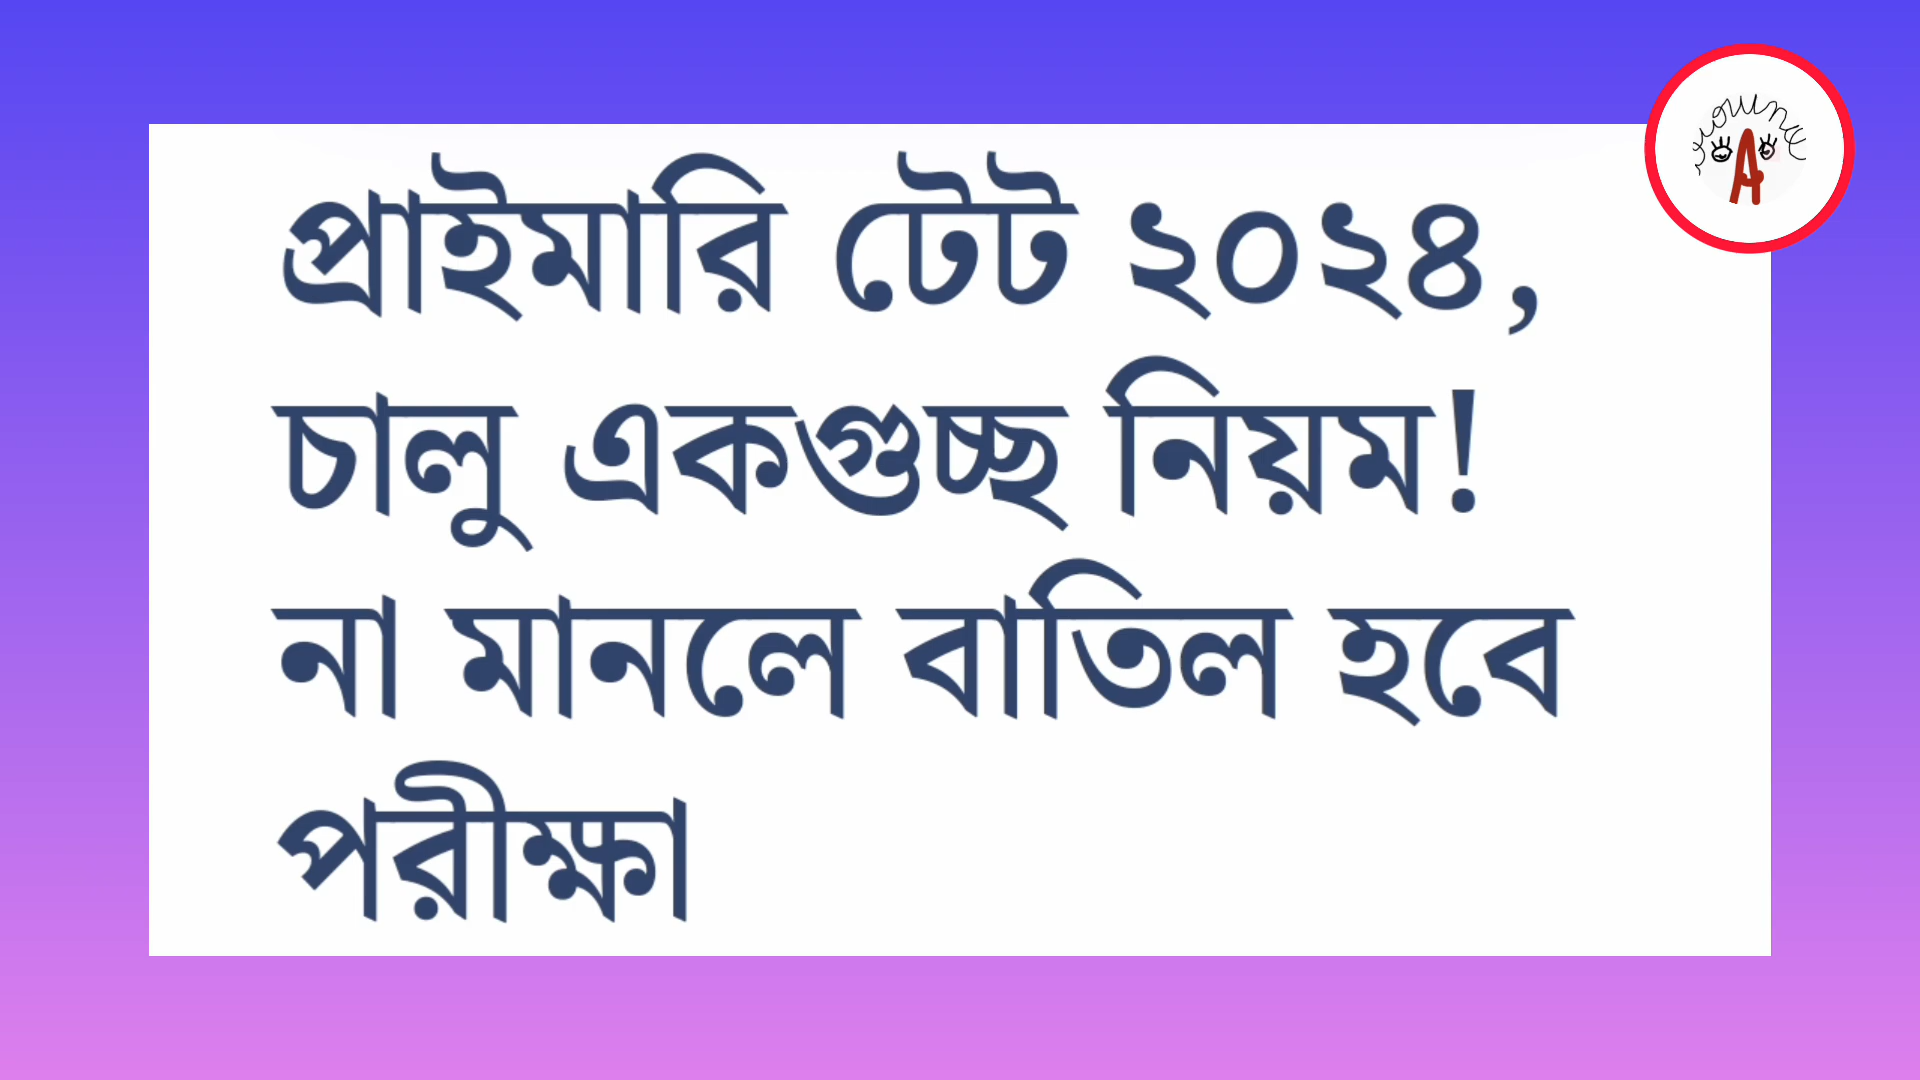 প্রাইমারি টেট ২০২৪,
চালু একগুচ্ছ নিয়ম!
না মানলে বাতিল হবে
পরীক্ষা
A